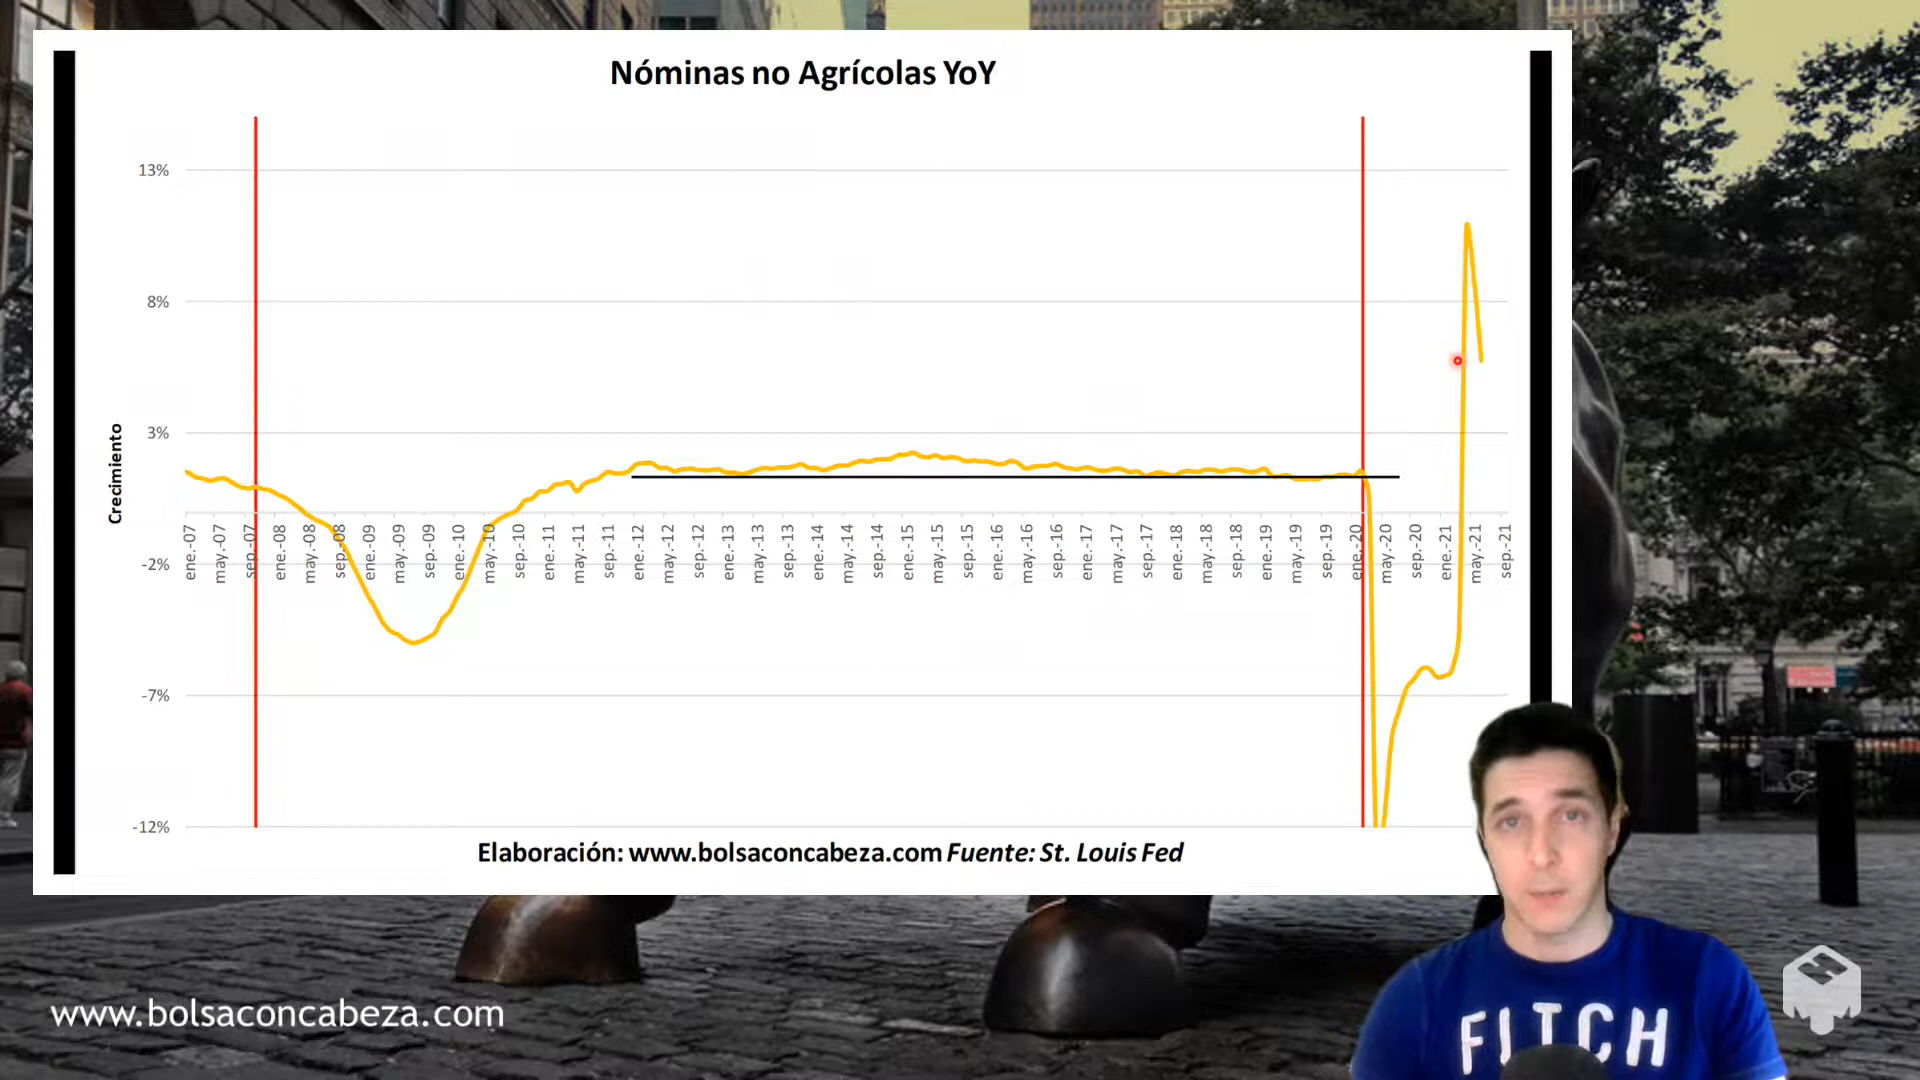 Nóminas no Agrícolas YoY
13%
8%
3%
-2%
-7%
-12%
Crecimiento
ene.-07
may.-07
sep.-07
ene.-08
may.-08
sep.-08
ene.-09
may.-09
sep.-09
ene.-10
may.-10
sep.-10
ene.-11
may.-11
sep.-11
ene.-12
may.-12
sep.-12
ene.-13
may.-13
sep.-13
ene.-14
may.-14
sep.-14
ene.-15
may.-15
sep.-15
ene.-16
may.-16
sep.-16
ene.-17
may.-17
sep.-17
ene.-18
may.-18
sep.-18
ene.-19
may.-19
sep.-19
ene.-20
may.-20
sep.-20
ene.-21
may.-21
sep.-21
Elaboración: www.bolsaconcabeza.com Fuente: St. Louis Fed
www.bolsaconcabeza.com
FITCH